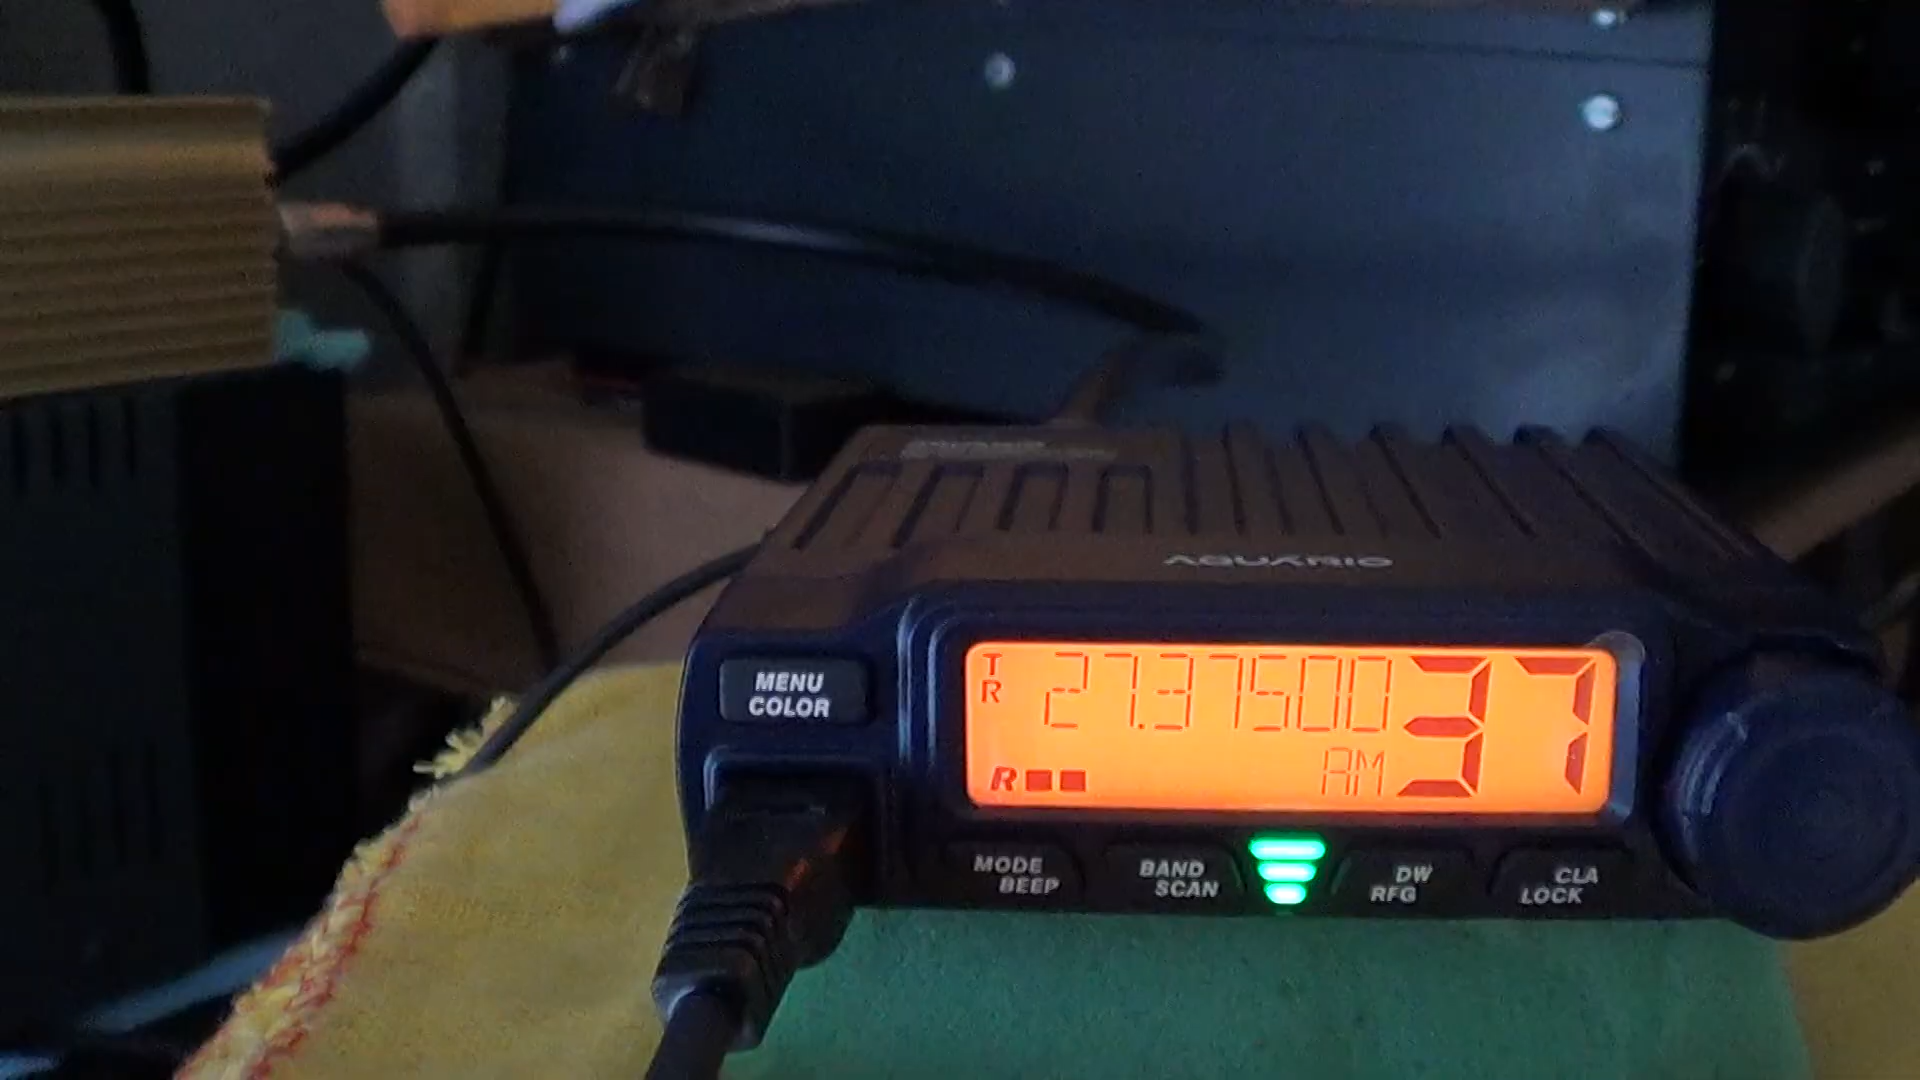 AQUÁRIO
MENU
COLOR
T
R
27.37500
37
AM
R
MODE
BEEP
BAND
SCAN
DW
RFG
CLA
LOCK